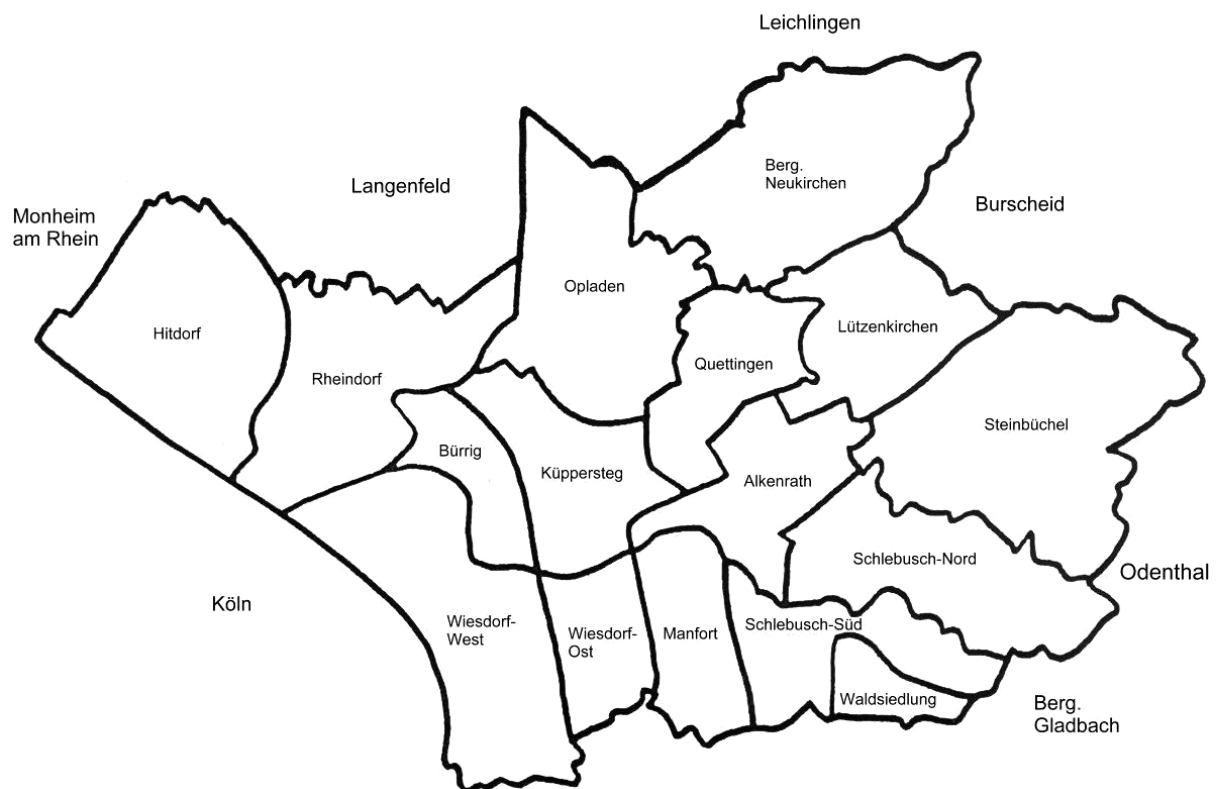 Leichlingen
Berg.
Neukirchen
Langenfeld
Burscheid
Monheim
am Rhein
Opladen
Hitdorf
Lützenkirchen
Quettingen
Rheindorf
Steinbüchel
Bürrig
Küppersteg
Alkenrath
Schlebusch-Nord
Odenthal
Köln
Wiesdorf-
West
Wiesdorf-
Ost
Manfort
Schlebusch-Süd
Waldsiedlung
Berg.
Gladbach